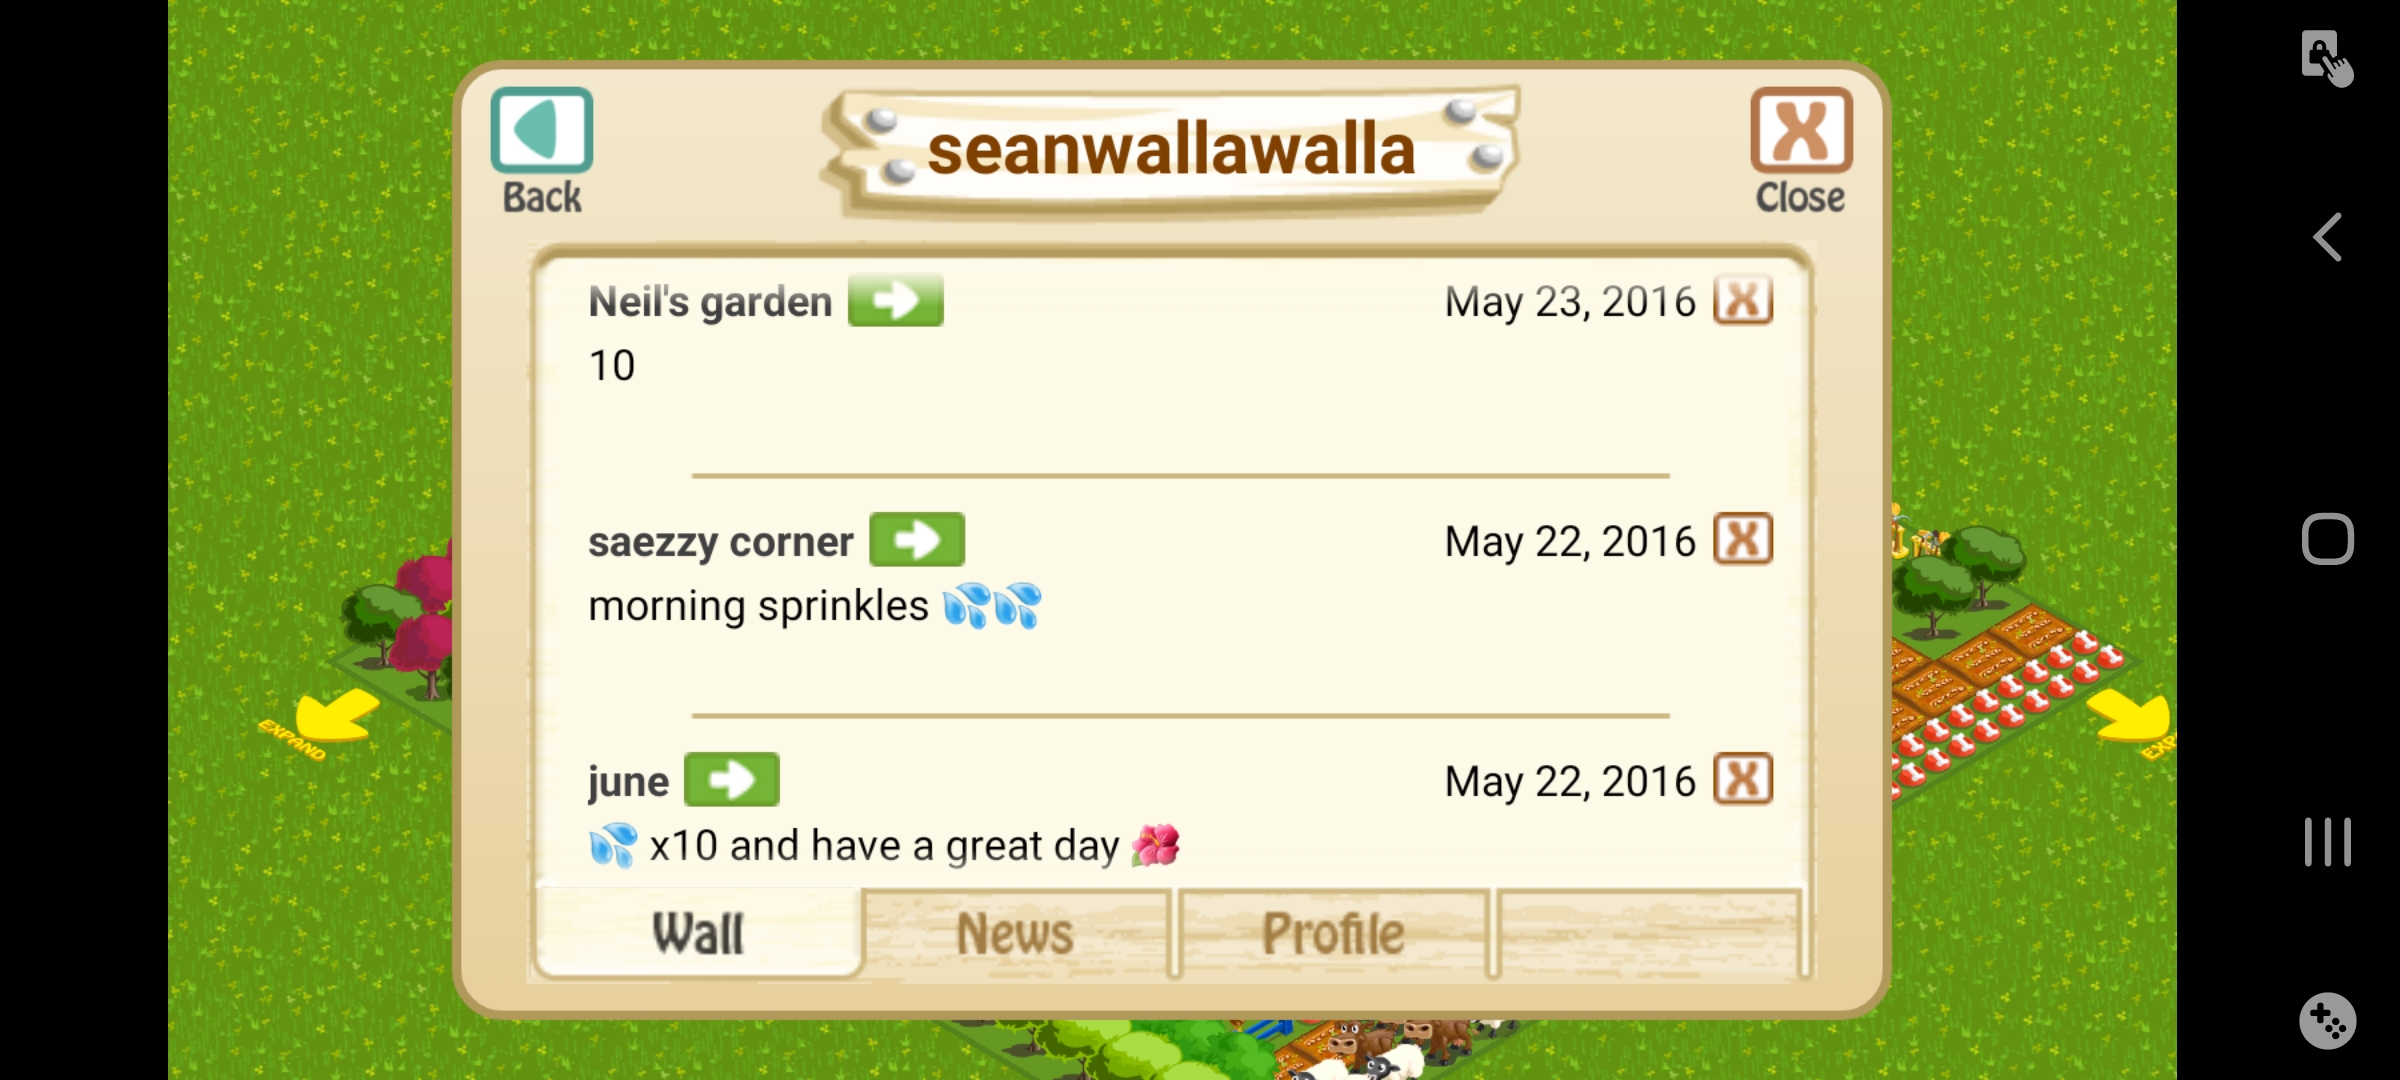 seanwallawalla
Back
Close
Neil's garden
May 23, 2016
10
saezzy corner
May 22, 2016
morning sprinkles 💦💦
june
May 22, 2016
💦 x10 and have a great day 🌺
EXPAND
EXP
Wall
News
Profile